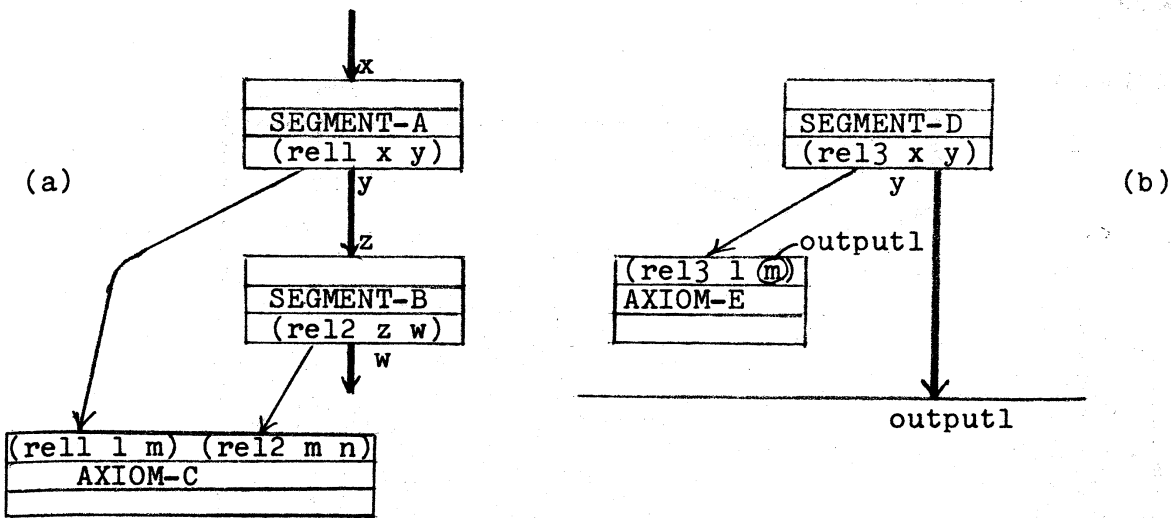 (a)
x
SEGMENT-A
(rel1 x y)
y
z
SEGMENT-B
(rel2 z w)
w
(rel1 l m) (rel2 m n)
AXIOM-C
(b)
SEGMENT-D
(rel3 x y)
y
output1
(rel3 l m)
AXIOM-E
output1